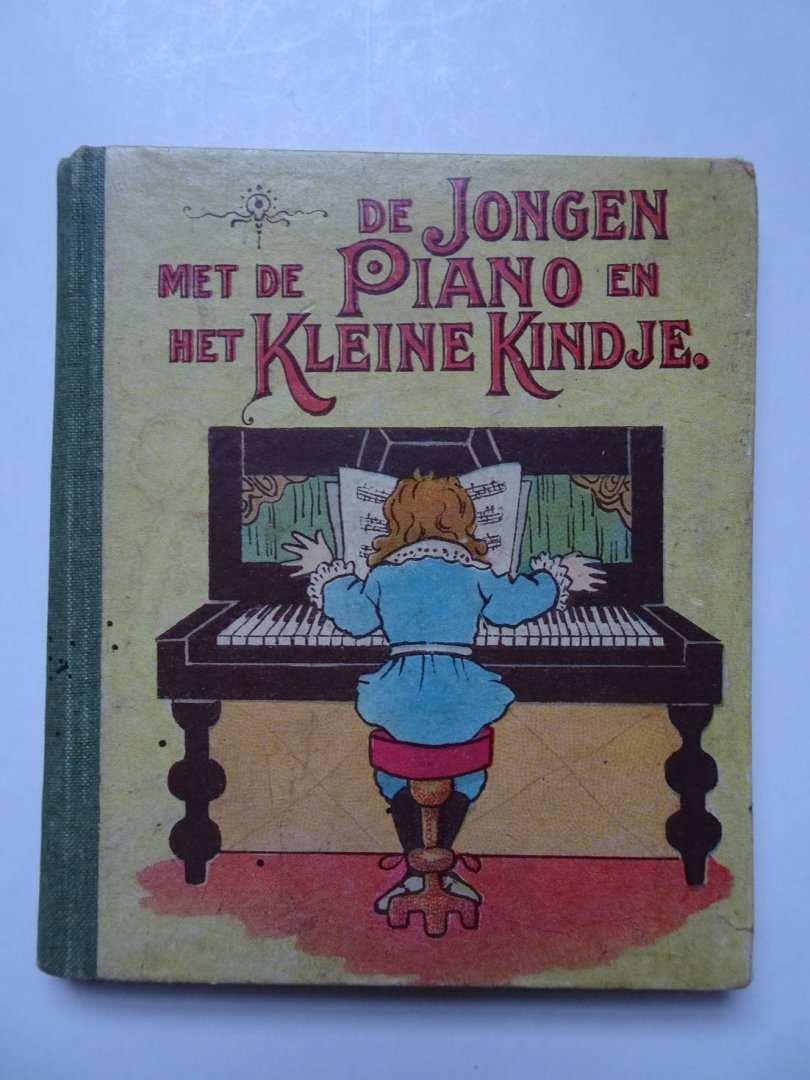 DE JONGEN
MET DE PIANO EN
HET KLEINE KINDJE.